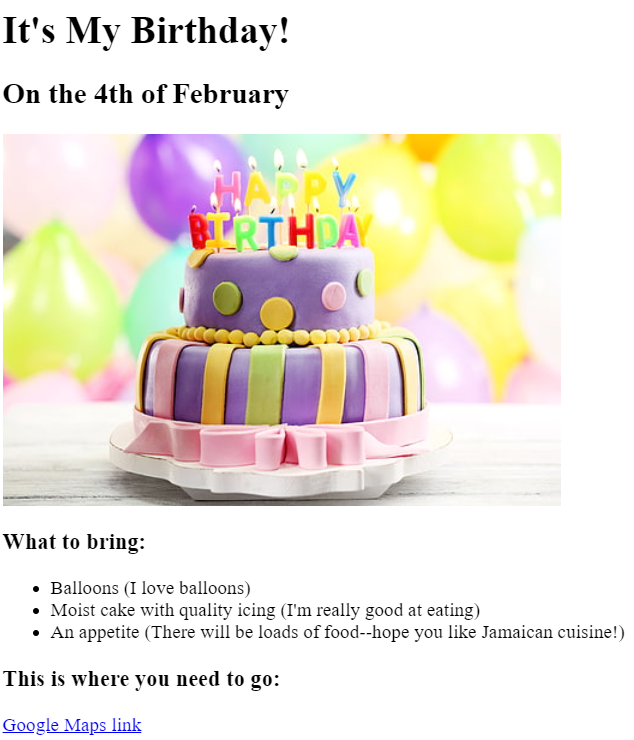 It's My Birthday!
On the 4th of February
HAPPY
BIRTHDAY
What to bring:
Balloons (I love balloons)
Moist cake with quality icing (I'm really good at eating)
An appetite (There will be loads of food--hope you like Jamaican cuisine!)
This is where you need to go:
Google Maps link